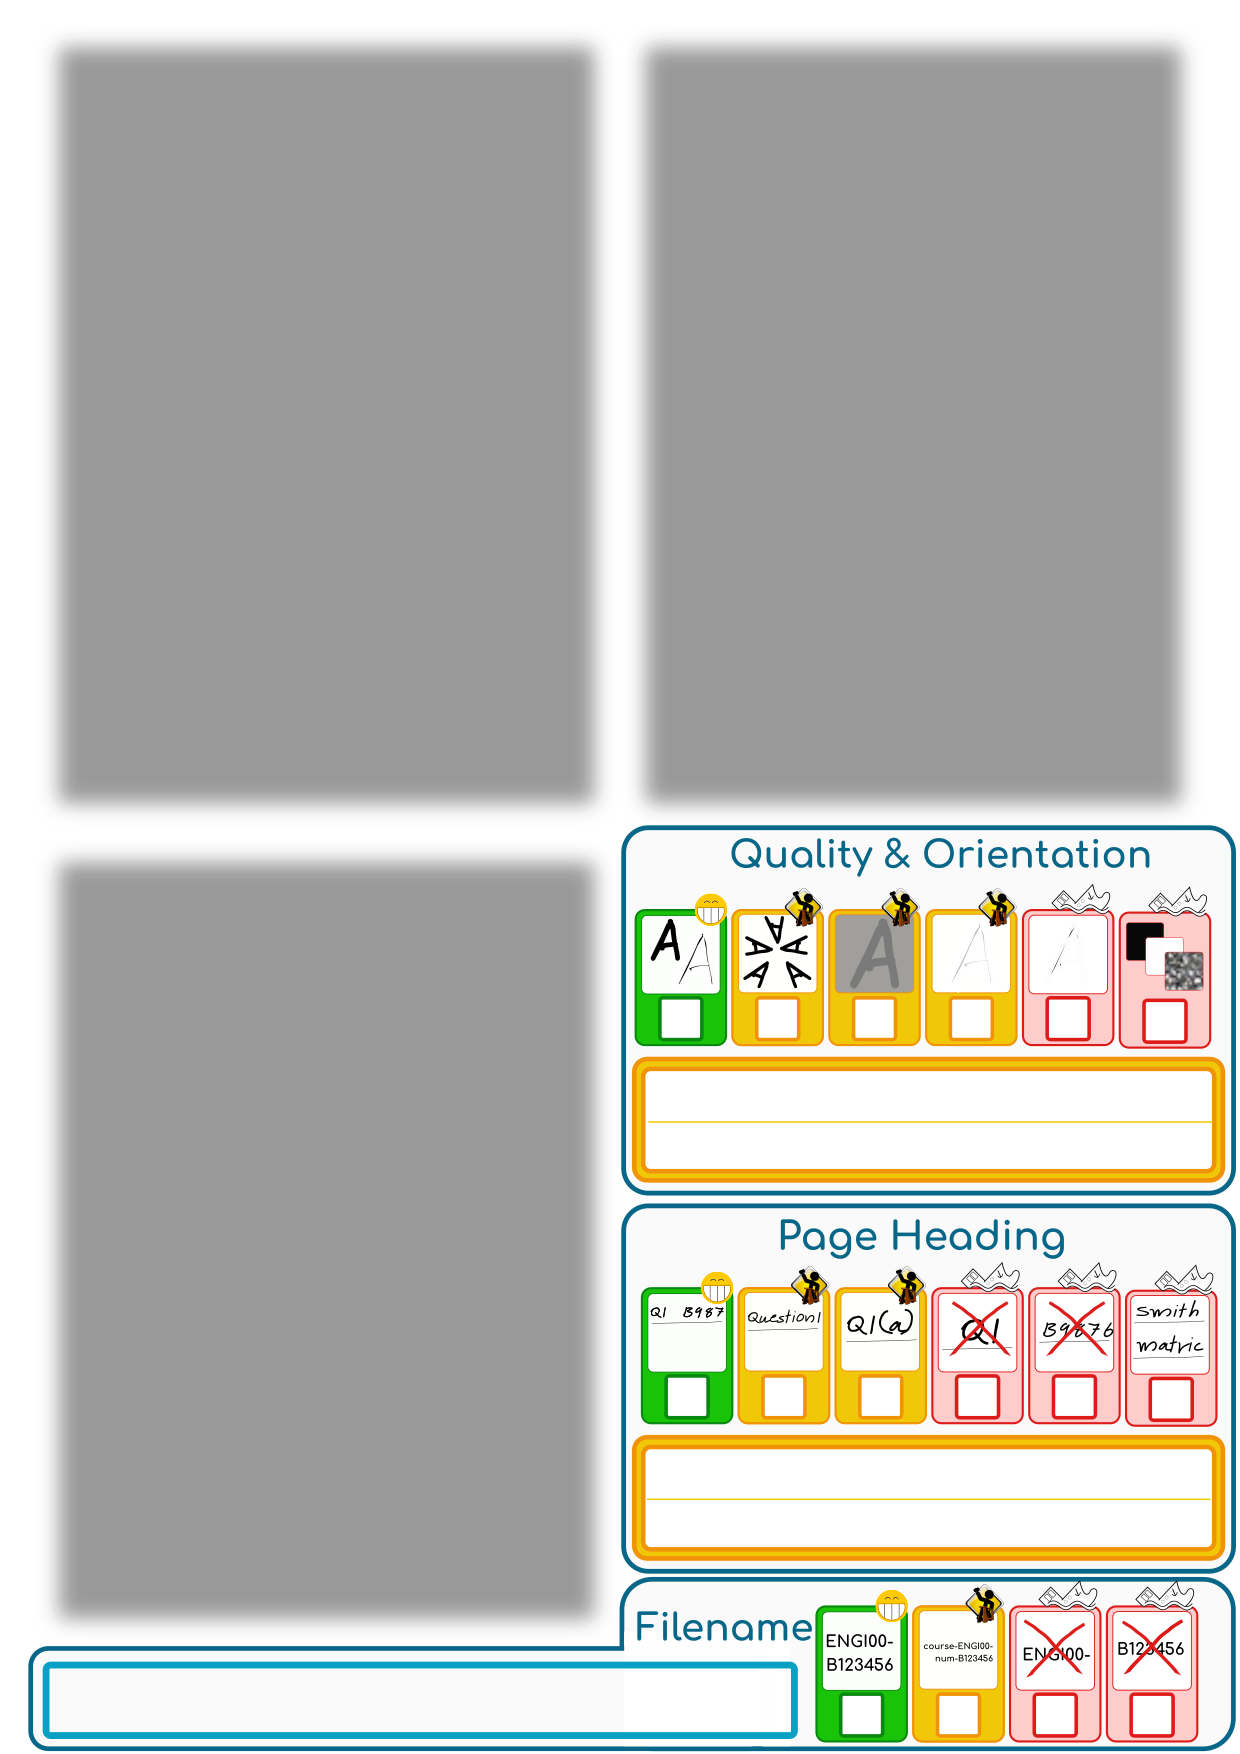 Quality & Orientation
A A
A A A A A
A
A
A
Page Heading
Q1 B987
Question1
Q1(a)
Q1
B9876
Smith
matric
Filename
ENGI00-
B123456
course-ENGI00-
num-B123456
ENGI00-
B123456